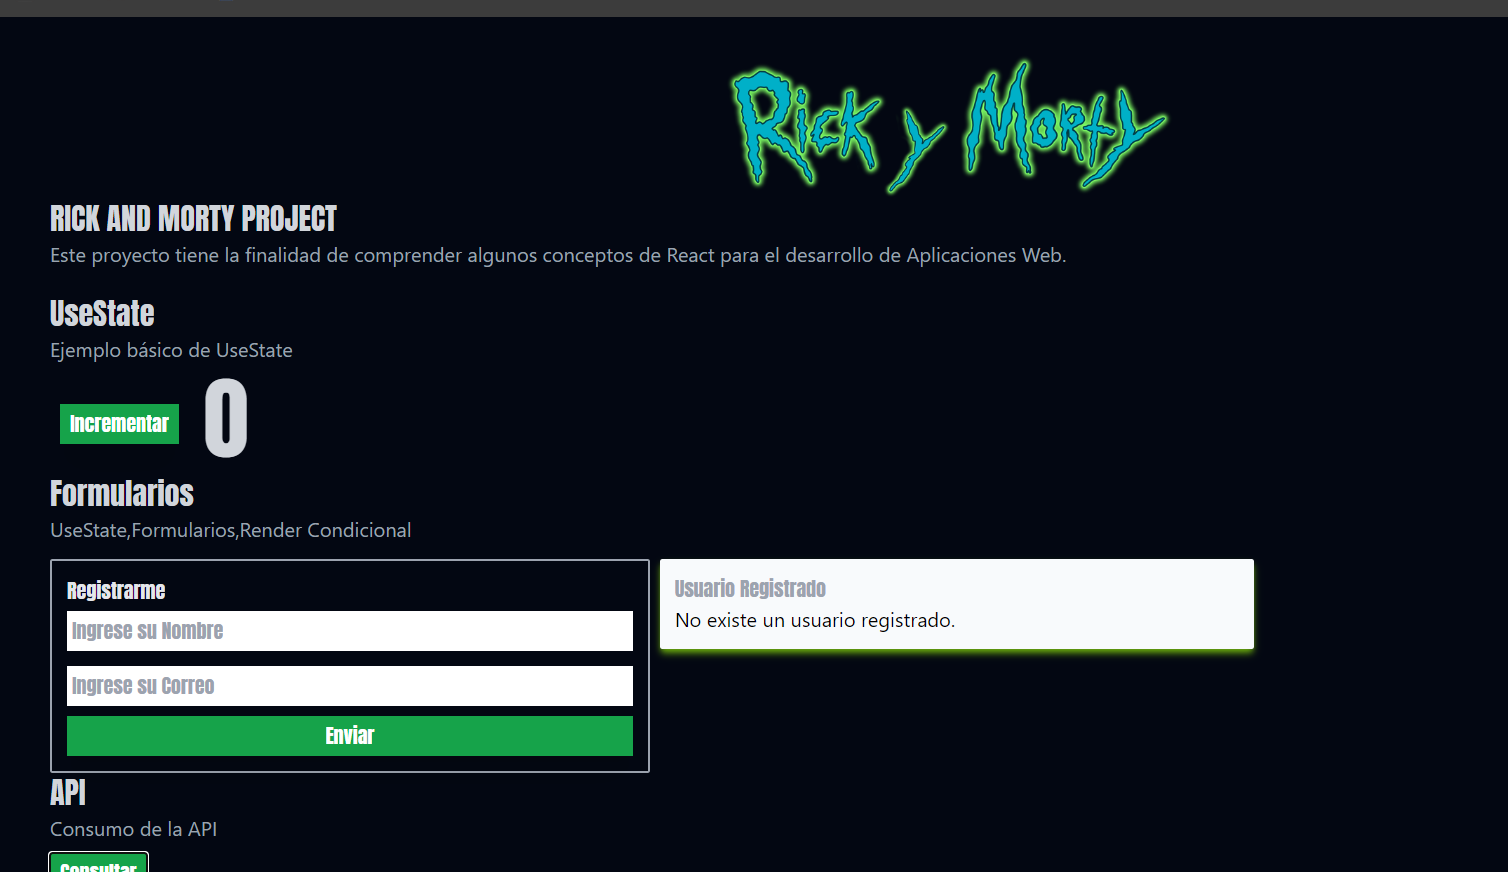 Rick y Morty
RICK AND MORTY PROJECT
Este proyecto tiene la finalidad de comprender algunos conceptos de React para el desarrollo de Aplicaciones Web.
UseState
Ejemplo básico de UseState
Incrementar 0
Formularios
UseState,Formularios,Render Condicional
Registrarme
Ingrese su Nombre
Ingrese su Correo
Enviar
Usuario Registrado
No existe un usuario registrado.
API
Consumo de la API
Consultar